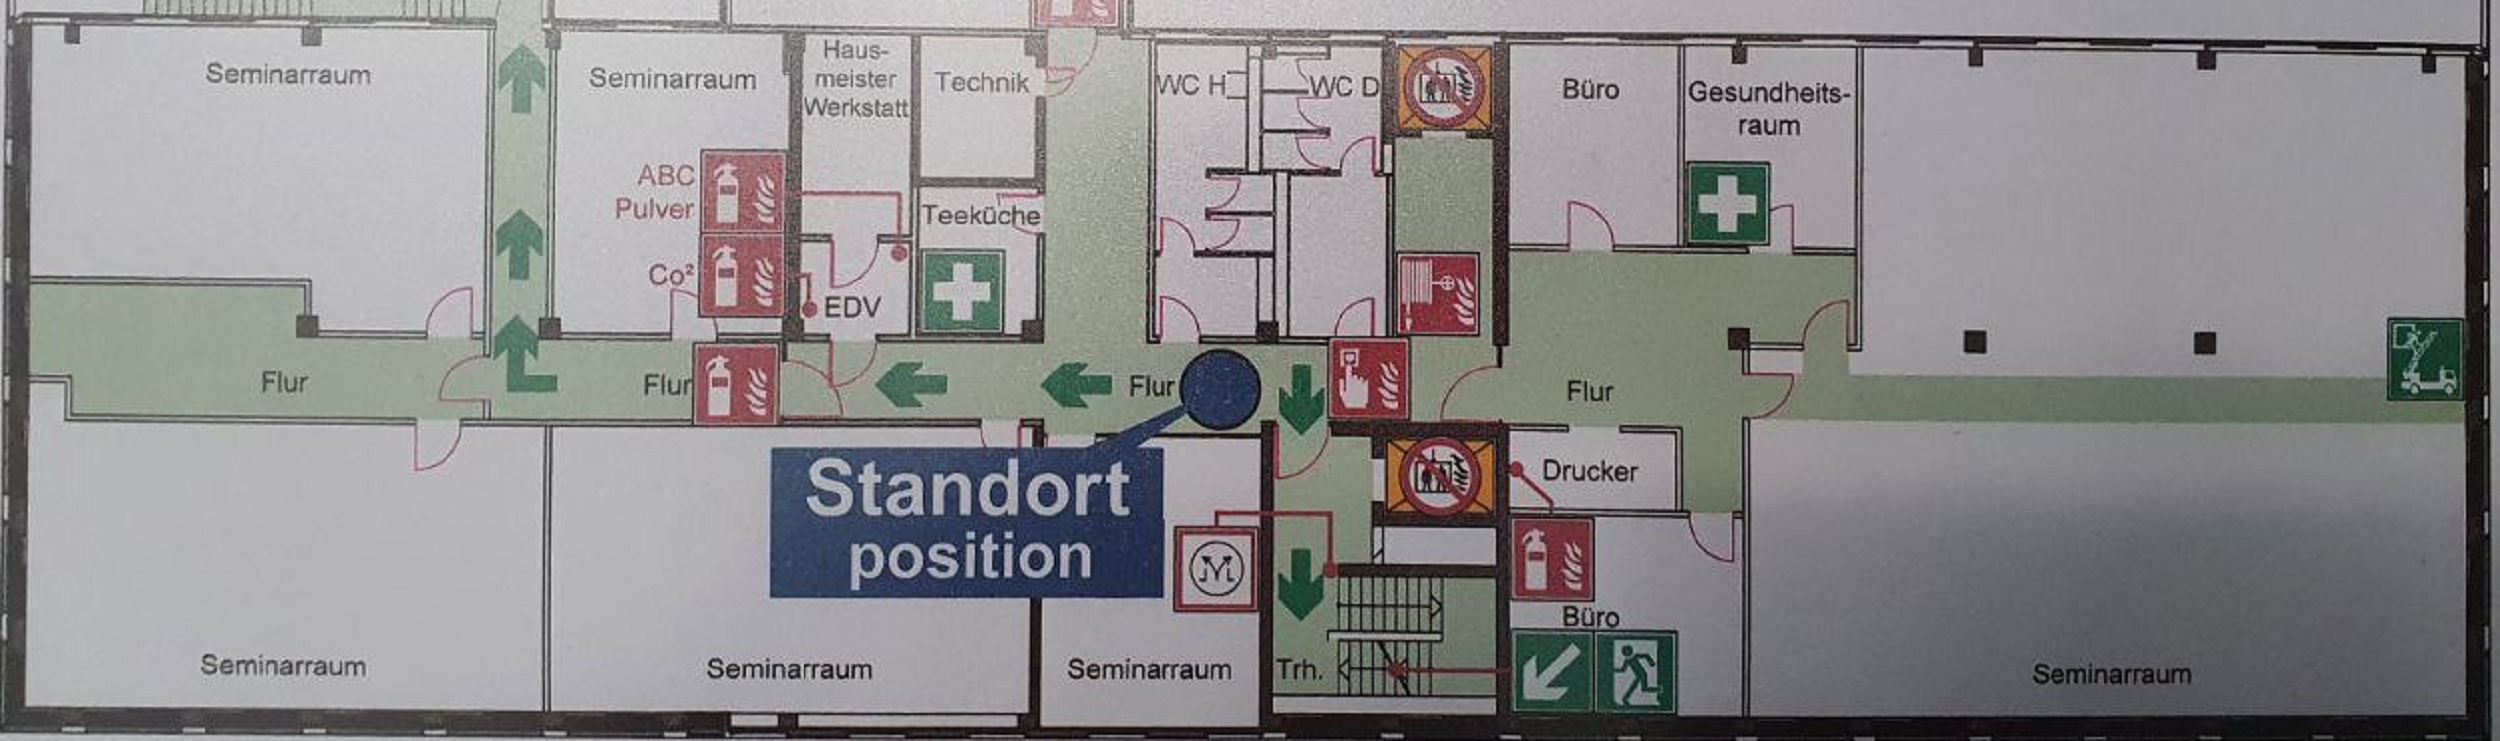 Seminarraum
Seminarraum
Haus-
meister
Werkstatt
Technik
WC H
WC D
Büro
Gesundheits-
raum
ABC
Pulver
Teeküche
Co²
EDV
Flur
Flur
Flur
Flur
Standort
position
Drucker
Büro
Seminarraum
Seminarraum
Seminarraum
Trh.
Seminarraum